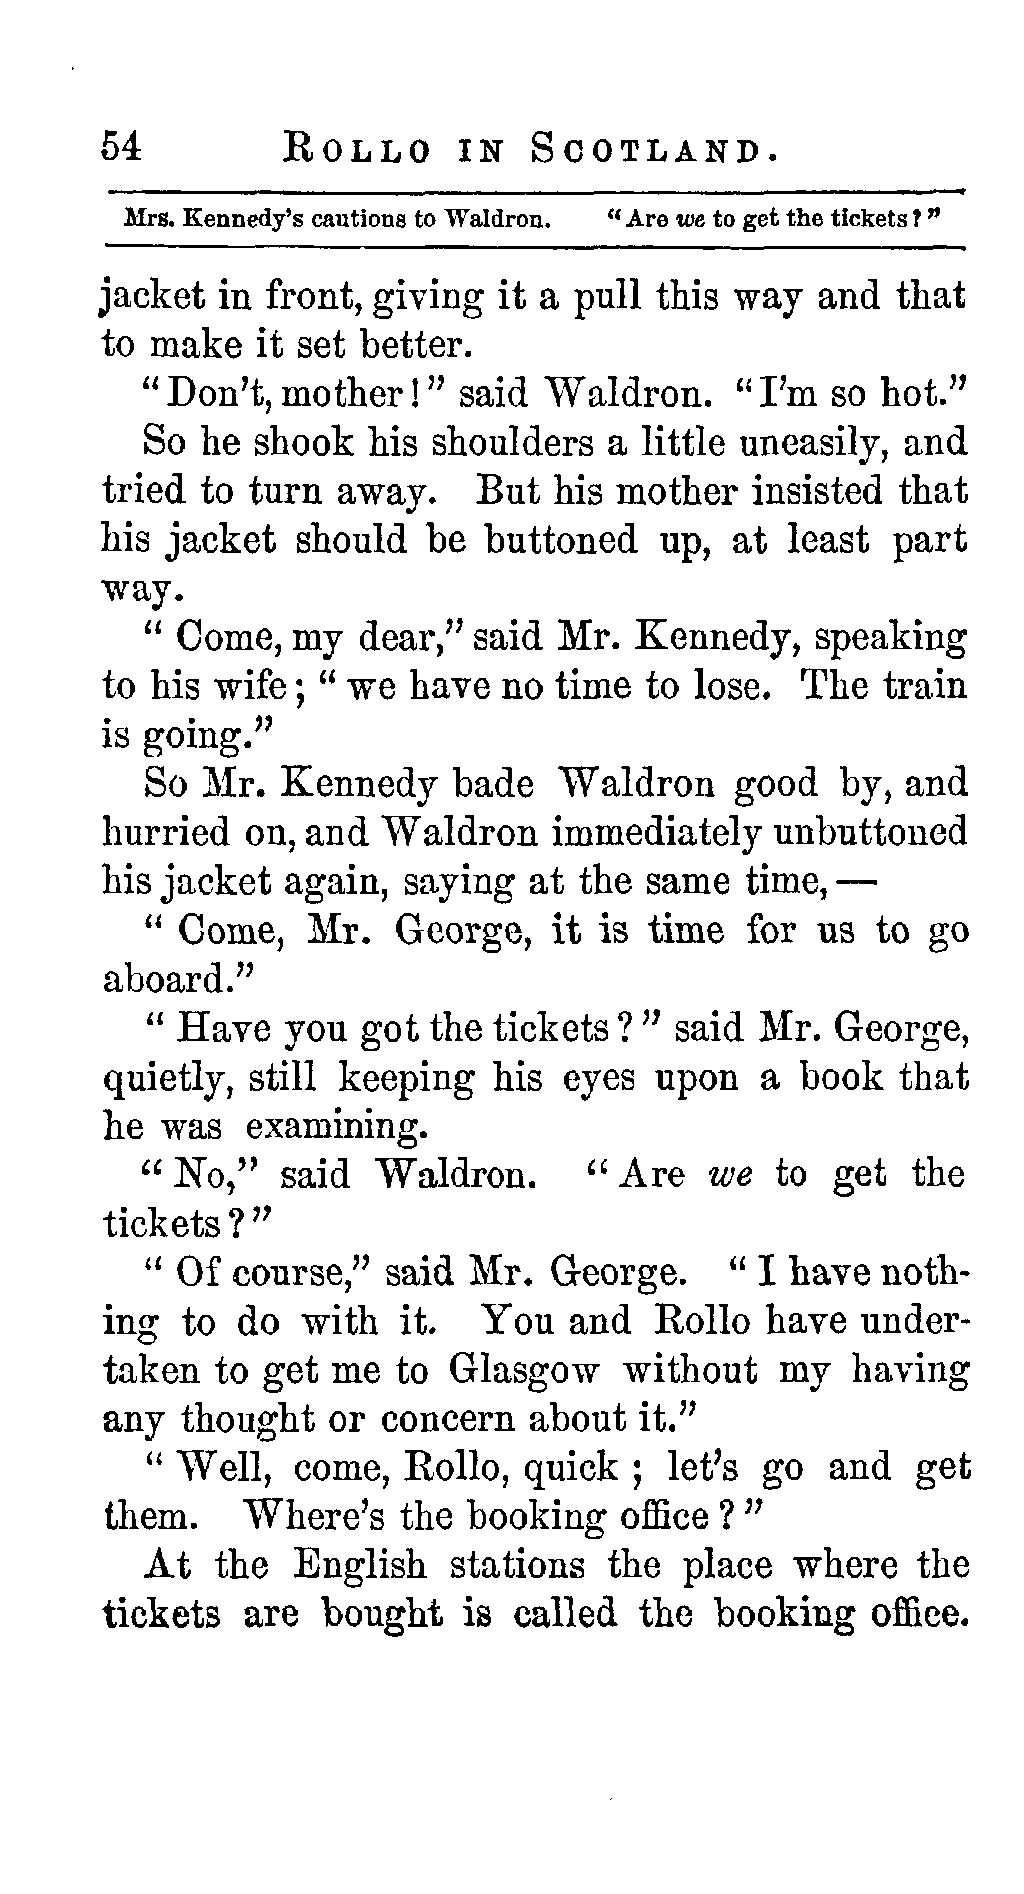 54 ROLLO IN SCOTLAND.
Mrs. Kennedy's cautions to Waldron. "Are we to get the tickets?"
jacket in front, giving it a pull this way and that
to make it set better.
"Don't, mother!" said Waldron. "I'm so hot."
So he shook his shoulders a little uneasily, and
tried to turn away. But his mother insisted that
his jacket should be buttoned up, at least part
way.
"Come, my dear," said Mr. Kennedy, speaking
to his wife; "we have no time to lose. The train
is going."
So Mr. Kennedy bade Waldron good by, and
hurried on, and Waldron immediately unbuttoned
his jacket again, saying at the same time,—
"Come, Mr. George, it is time for us to go
aboard."
"Have you got the tickets?" said Mr. George,
quietly, still keeping his eyes upon a book that
he was examining.
"No," said Waldron. "Are we to get the
tickets?"
"Of course," said Mr. George. "I have noth-
ing to do with it. You and Rollo have under-
taken to get me to Glasgow without my having
any thought or concern about it."
"Well, come, Rollo, quick; let's go and get
them. Where's the booking office?"
At the English stations the place where the
tickets are bought is called the booking office.